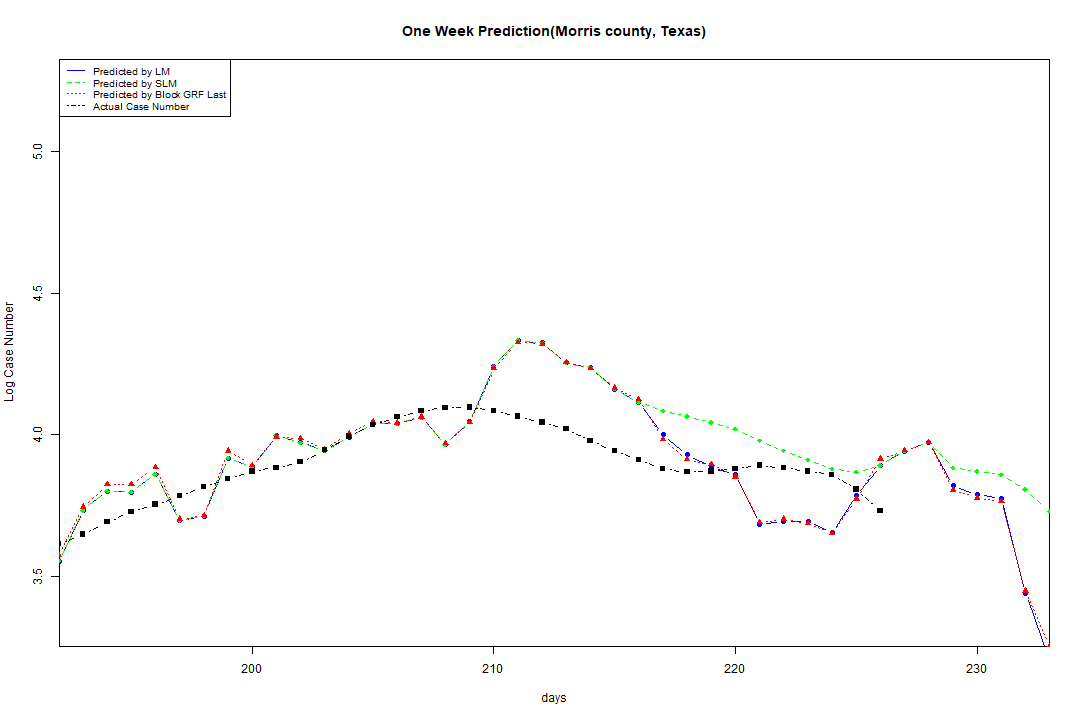 One Week Prediction(Morris county, Texas)
Predicted by LM
Predicted by SLM
Predicted by Block GRF Last
Actual Case Number
5.0
4.5
4.0
3.5
Log Case Number
200 210 220 230
days